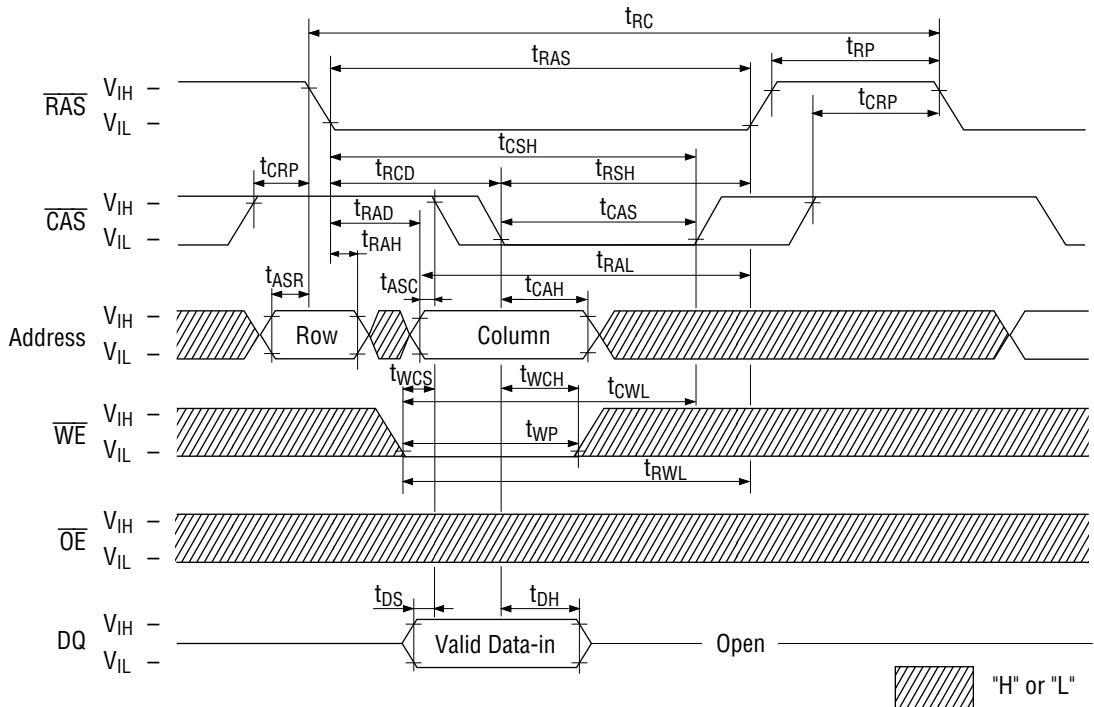 tRC
tRAS
tRP
RAS
VIH
VIL
tCRP
tCSH
tCRP
tRCD
tRSH
CAS
VIH
VIL
tRAD
tCAS
tRAH
tRAL
tASR
tASC
tCAH
Address
VIH
VIL
Row
Column
tWCS
tWCH
tCWL
WE
VIH
VIL
tWP
tRWL
OE
VIH
VIL
tDS
tDH
DQ
VIH
VIL
Valid Data-in
Open
"H" or "L"